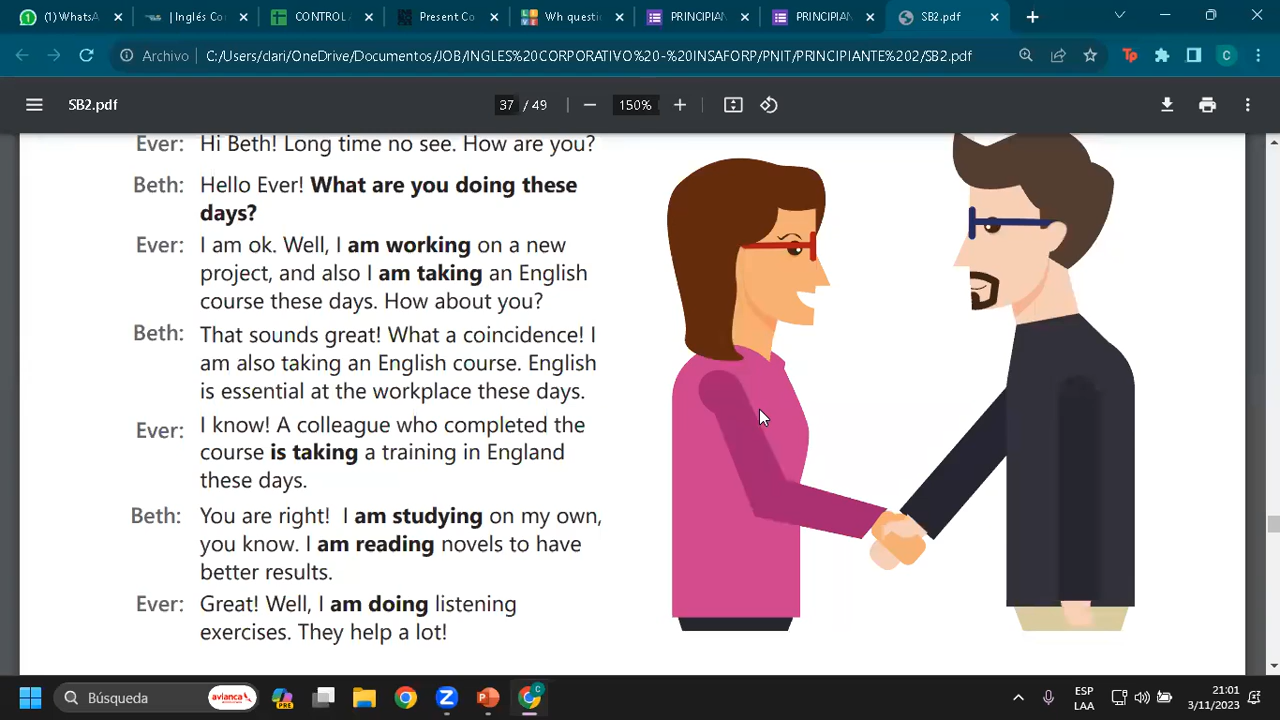 (1) WhatsA
| Inglés Co
CONTROL
Present Co
Wh questi
PRINCIPIAN
PRINCIPIAN
SB2.pdf
Archivo
C:/Users/clari/OneDrive/Documentos/JOB/INGLES%20CORPORATIVO%20-%20INSAFORP/PNIT/PRINCIPIANTE%202/SB2.pdf
C
SB2.pdf
37 / 49
150%
Ever: Hi Beth! Long time no see. How are you?
Beth: Hello Ever! What are you doing these
days?
Ever: I am ok. Well, I am working on a new
project, and also I am taking an English
course these days. How about you?
Beth: That sounds great! What a coincidence! I
am also taking an English course. English
is essential at the workplace these days.
Ever: I know! A colleague who completed the
course is taking a training in England
these days.
Beth: You are right! I am studying on my own,
you know. I am reading novels to have
better results.
Ever: Great! Well, I am doing listening
exercises. They help a lot!
Búsqueda
avianca
PRE
ESP
LAA
21:01
3/11/2023